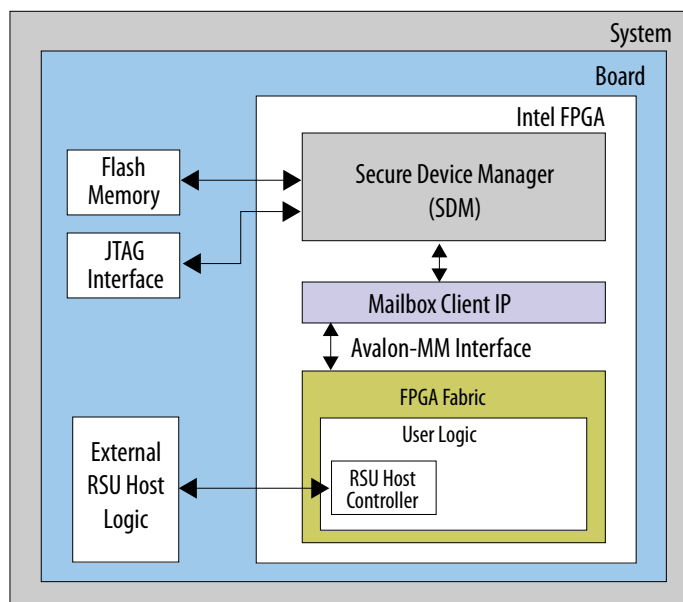 System
Board
Intel FPGA
Flash
Memory
Secure Device Manager
(SDM)
JTAG
Interface
Mailbox Client IP
Avalon-MM Interface
FPGA Fabric
User Logic
External
RSU Host
Logic
RSU Host
Controller